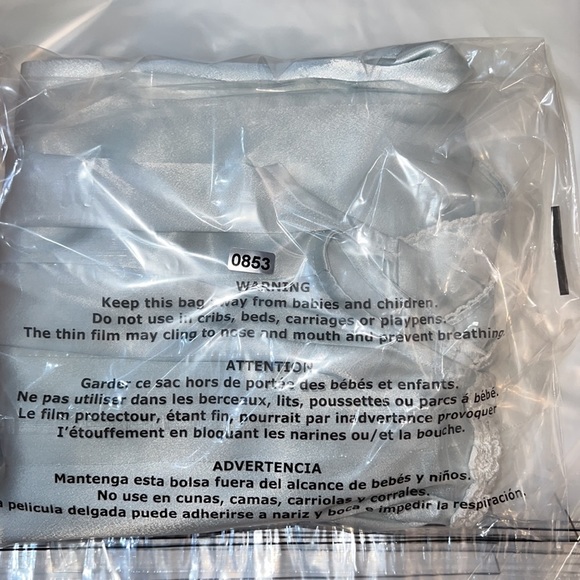 0853
WARNING
Keep this bag away from babies and children.
Do not use in cribs, beds, carriages or playpens.
The thin film may cling to nose and mouth and prevent breathing
ATTENTION
Garder ce sac hors de portée des bébés et enfants.
Ne pas utiliser dans les berceaux, lits, poussettes ou parcs á bébé.
Le film protectour, étant fin, pourrait par inadvertance provoquer
I'étouffement en bloquant les narines ou/et la bouche.
ADVERTENCIA
Mantenga esta bolsa fuera del alcance de bebés y niños.
No use en cunas, camas, carriolas y corrales.
a pelicula delgada puede adherirse a nariz y boca e impedir la respiración.